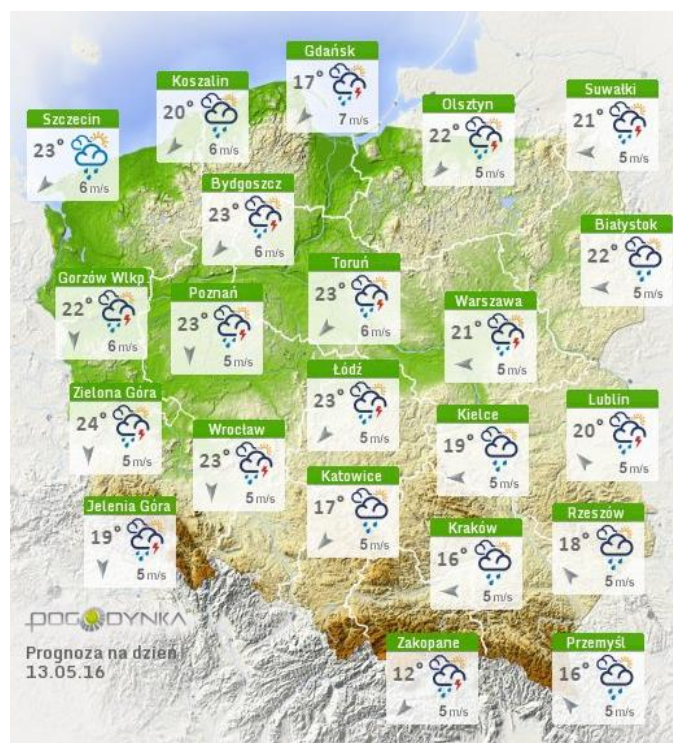 Gdańsk
17°
7 m/s
Koszalin
20°
6 m/s
Suwałki
21°
5 m/s
Olsztyn
22°
5 m/s
Szczecin
23°
6 m/s
Bydgoszcz
23°
6 m/s
Białystok
22°
5 m/s
Toruń
23°
6 m/s
Gorzów Wlkp.
22°
6 m/s
Poznań
23°
5 m/s
Warszawa
21°
5 m/s
Łódź
23°
5 m/s
Zielona Góra
24°
5 m/s
Lublin
20°
5 m/s
Kielce
19°
5 m/s
Wrocław
23°
5 m/s
Katowice
17°
5 m/s
Jelenia Góra
19°
5 m/s
Rzeszów
18°
5 m/s
Kraków
16°
5 m/s
POGODYNKA
Prognoza na dzień
13.05.16
Zakopane
12°
5 m/s
Przemyśl
16°
5 m/s